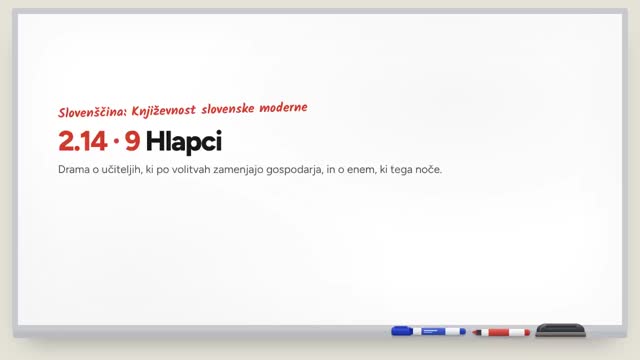 Slovenščina: Književnost slovenske moderne
2.14 · 9 Hlapci
Drama o učiteljih, ki po volitvah zamenjajo gospodarja, in o enem, ki tega noče.